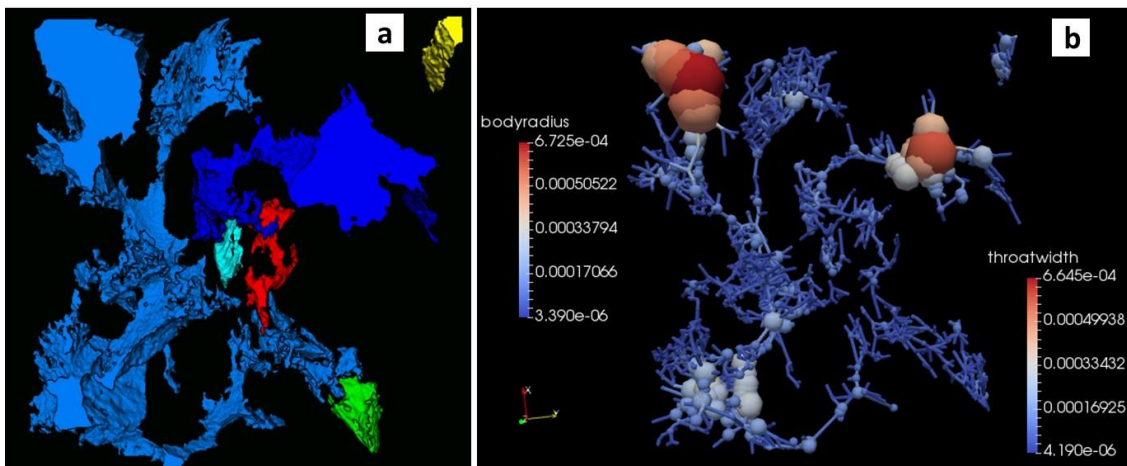 a
b
bodyradius
6.725e-04
0.00050522
0.00033794
0.00017066
3.390e-06
throatwidth
6.645e-04
0.00049938
0.00033432
0.00016925
4.190e-06